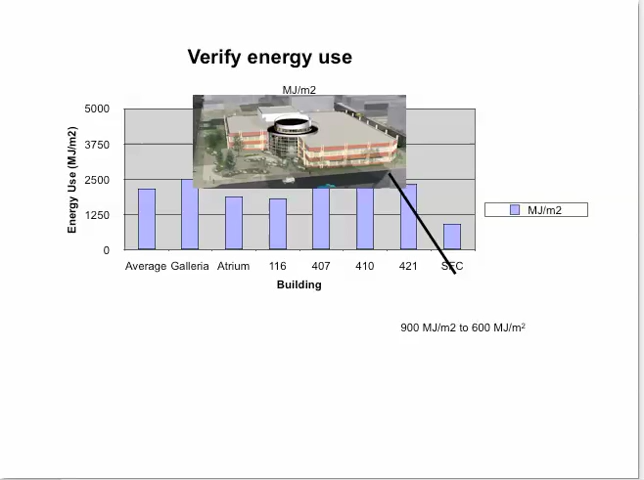 Verify energy use
MJ/m2
5000
3750
2500
1250
0
Energy Use (MJ/m2)
Average Galleria Atrium 116 407 410 421 SFC
Building
MJ/m2
900 MJ/m2 to 600 MJ/m²